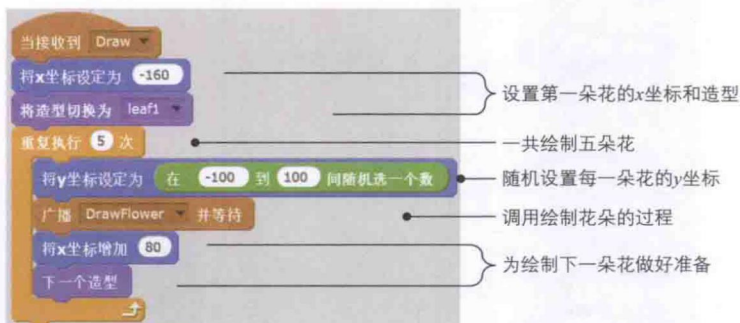 当接收到 Draw
将x坐标设定为 -160
将造型切换为 leaf1
设置第一朵花的x坐标和造型
重复执行 5 次
一共绘制五朵花
将y坐标设定为 在 -100 到 100 间随机选一个数
随机设置每一朵花的y坐标
广播 DrawFlower 并等待
调用绘制花朵的过程
将x坐标增加 80
下一个造型
为绘制下一朵花做好准备